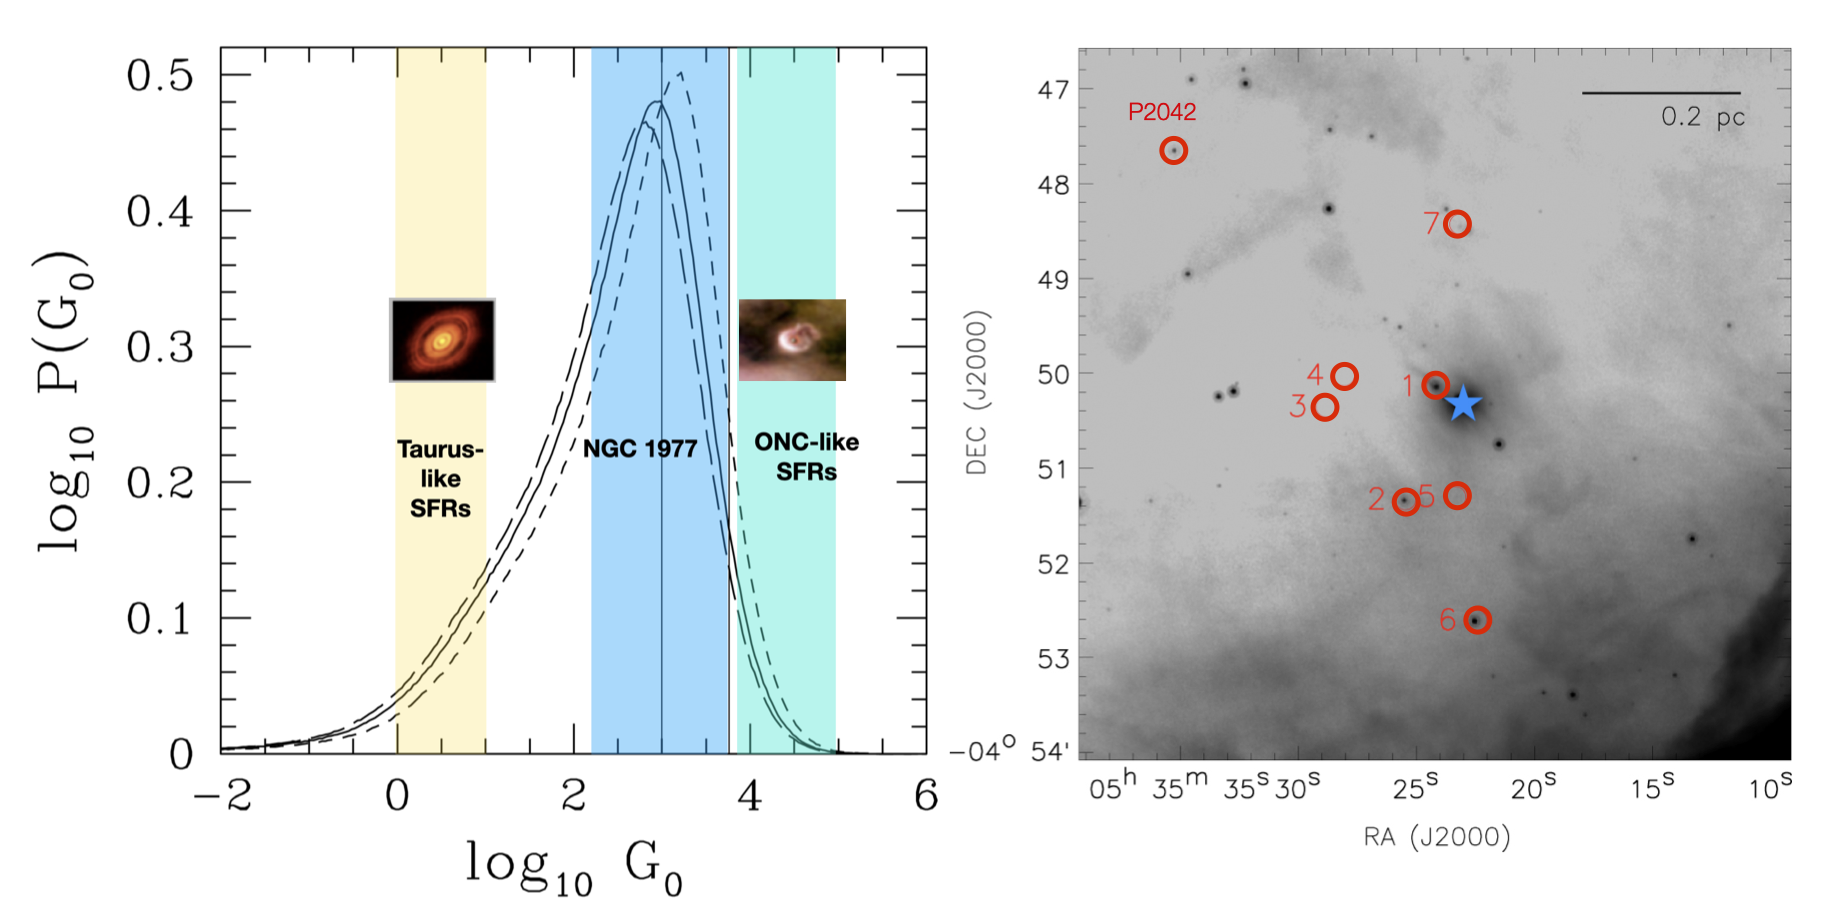 0.5
0.4
0.3
0.2
0.1
0
log10 P(G0)
−2 0 2 4 6
log10 G0
Taurus-
like
SFRs
NGC 1977
ONC-like
SFRs
P2042
0.2 pc
7
4
3
1
2
5
6
47
48
49
50
51
52
53
−04° 54'
DEC (J2000)
05h 35m 35s 30s 25s 20s 15s 10s
RA (J2000)